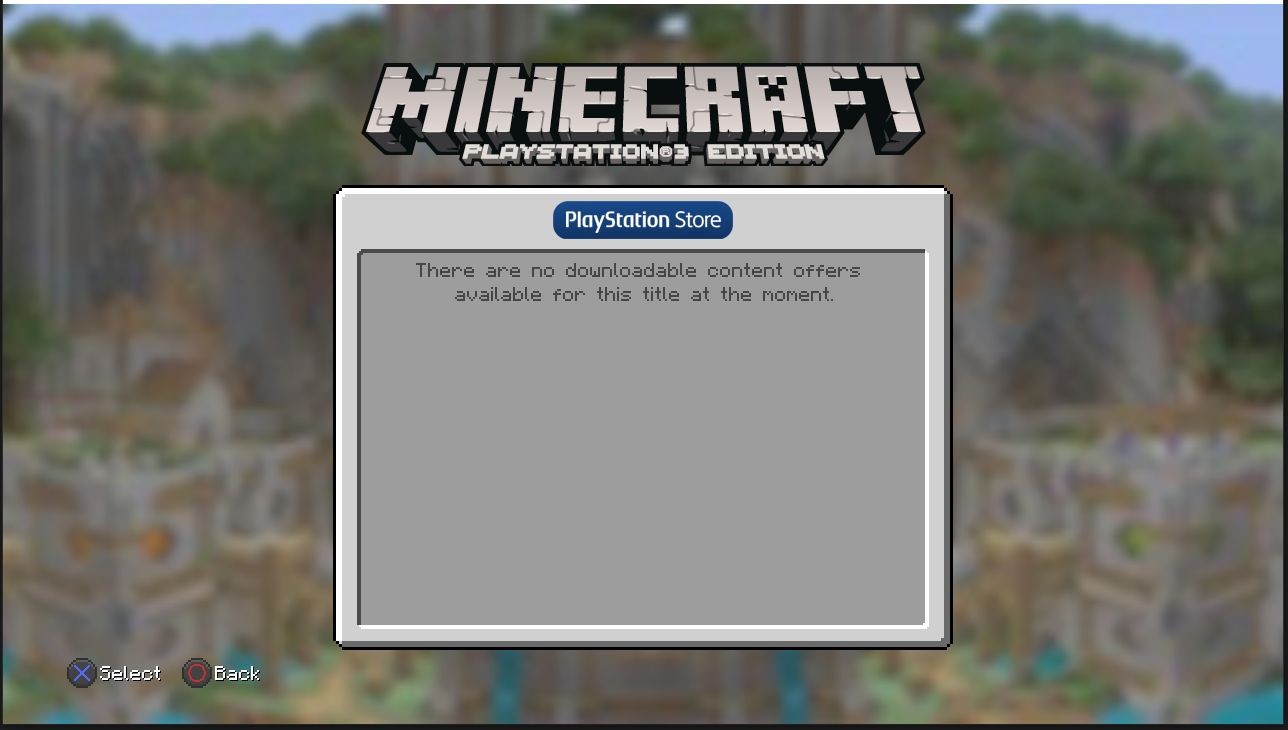 MINECRAFT
PLAYSTATION®3 EDITION
PlayStation Store
There are no downloadable content offers
available for this title at the moment.
Select Back